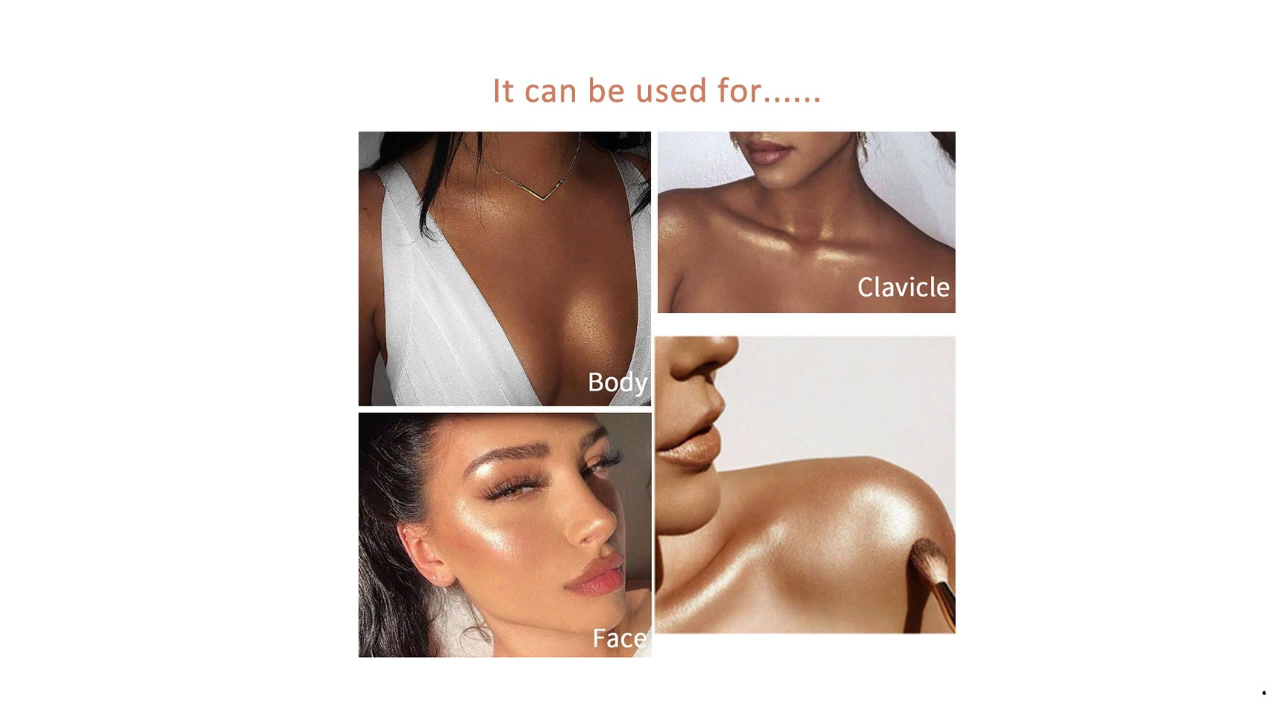 It can be used for......
Body
Clavicle
Face
.